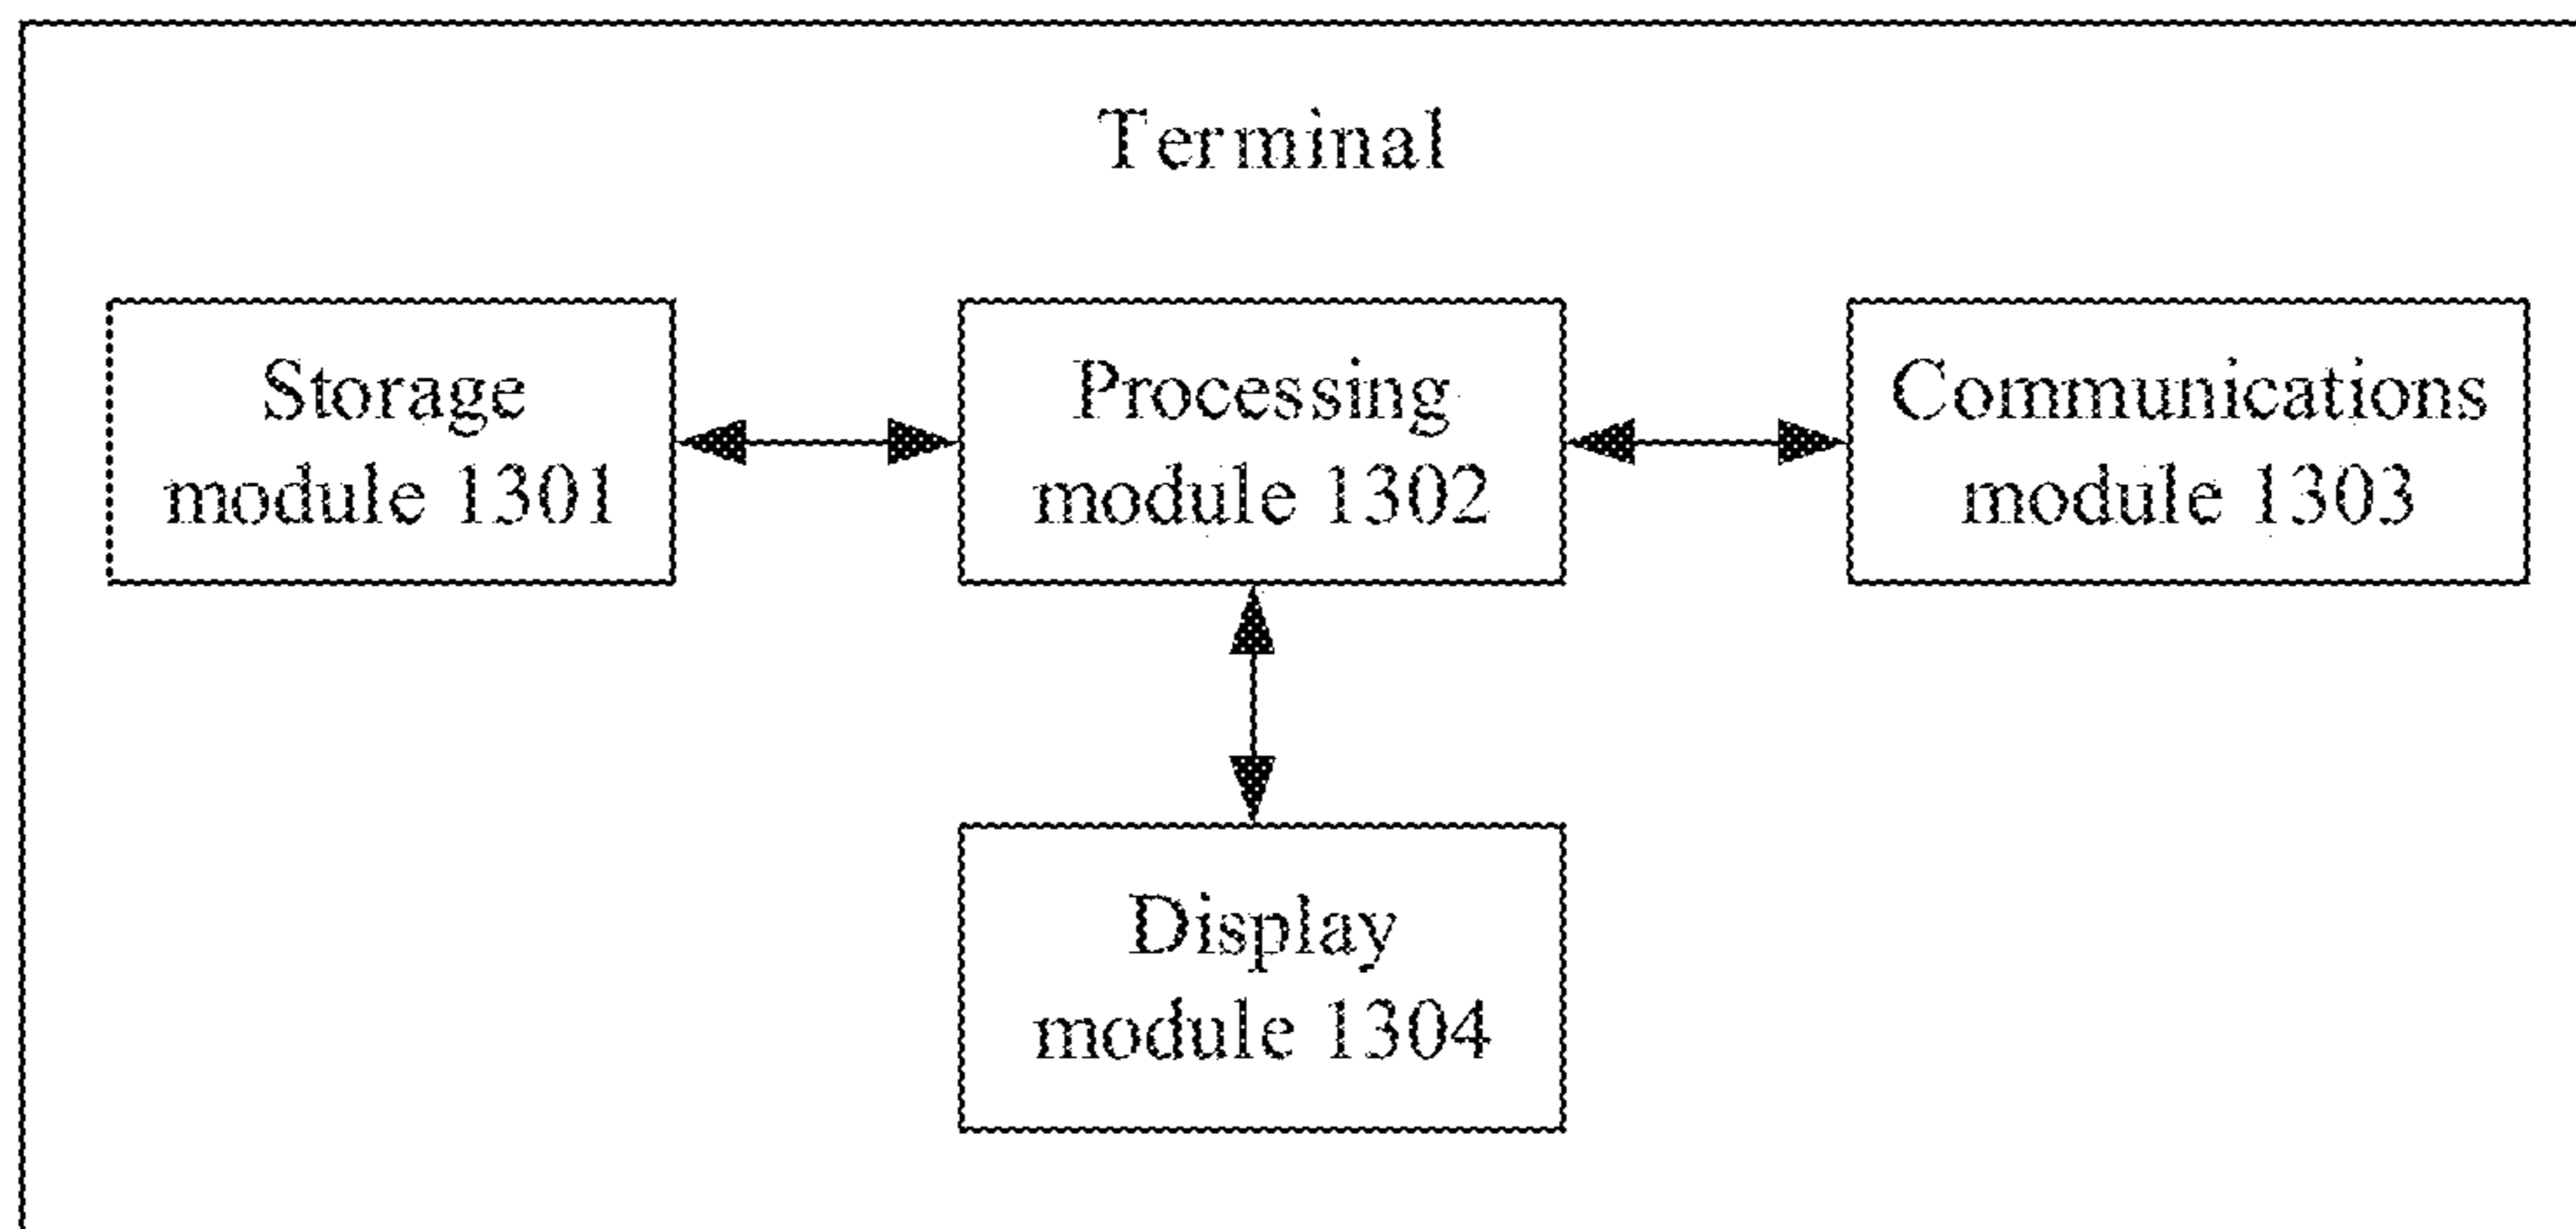 Terminal
Storage
module 1301
Processing
module 1302
Communications
module 1303
Display
module 1304